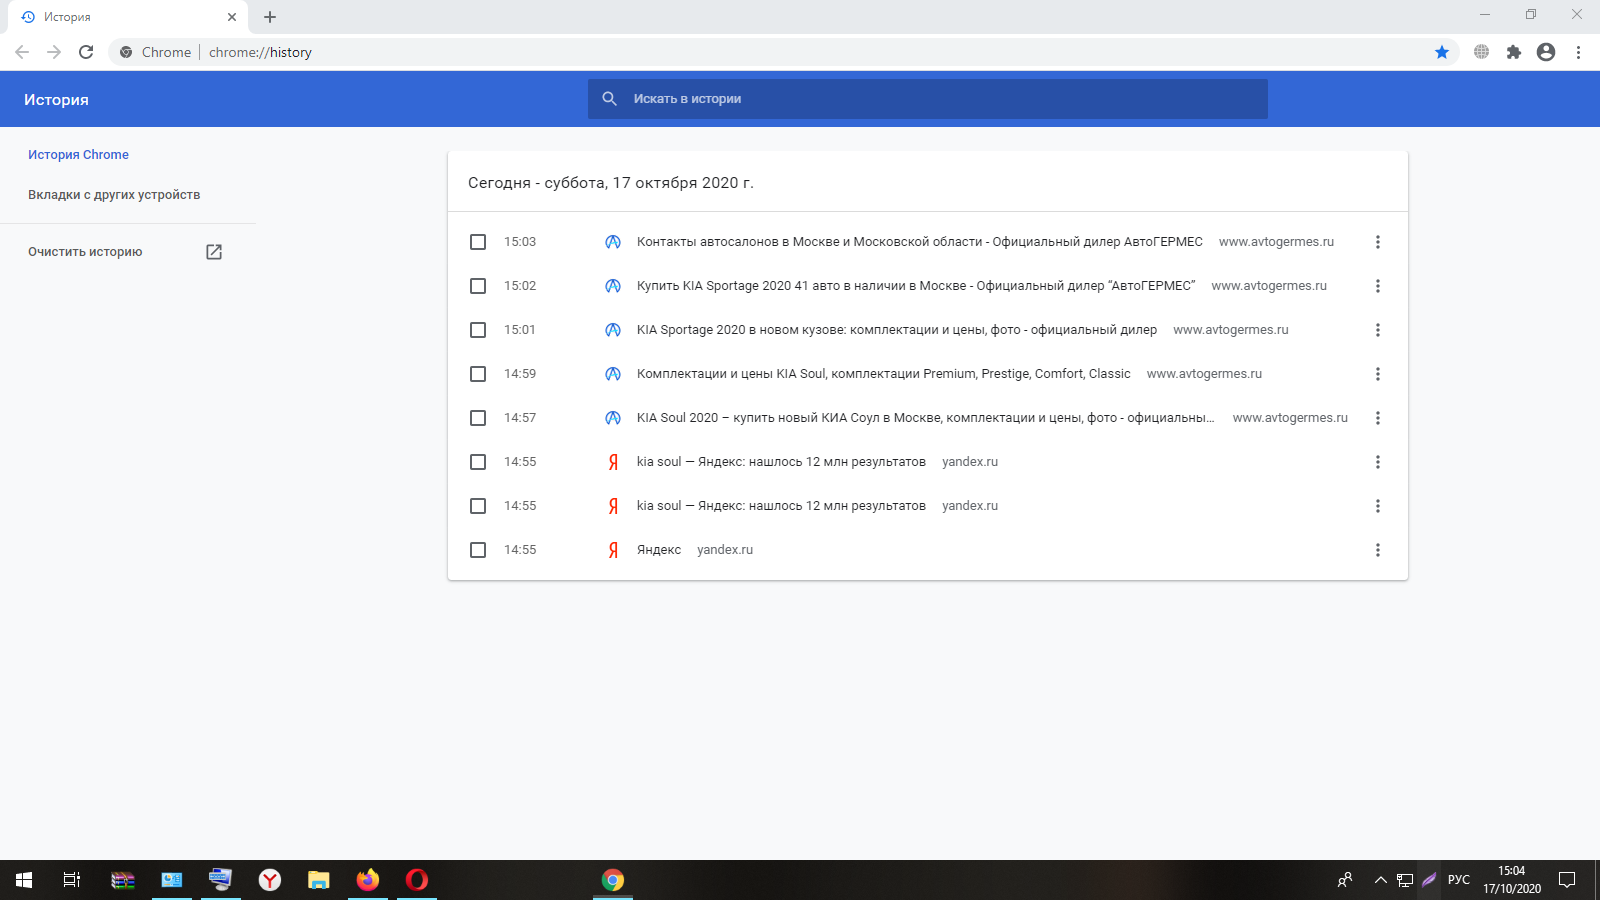 История
Chrome | chrome://history
История
Искать в истории
История Chrome
Вкладки с других устройств
Очистить историю
Сегодня - суббота, 17 октября 2020 г.
15:03 Контакты автосалонов в Москве и Московской области - Официальный дилер АвтоГЕРМЕС www.avtogermes.ru
15:02 Купить KIA Sportage 2020 41 авто в наличии в Москве - Официальный дилер “АвтоГЕРМЕС” www.avtogermes.ru
15:01 KIA Sportage 2020 в новом кузове: комплектации и цены, фото - официальный дилер www.avtogermes.ru
14:59 Комплектации и цены KIA Soul, комплектации Premium, Prestige, Comfort, Classic www.avtogermes.ru
14:57 KIA Soul 2020 – купить новый КИА Соул в Москве, комплектации и цены, фото - официальны... www.avtogermes.ru
14:55 kia soul — Яндекс: нашлось 12 млн результатов yandex.ru
14:55 kia soul — Яндекс: нашлось 12 млн результатов yandex.ru
14:55 Яндекс yandex.ru
РУС
15:04
17/10/2020